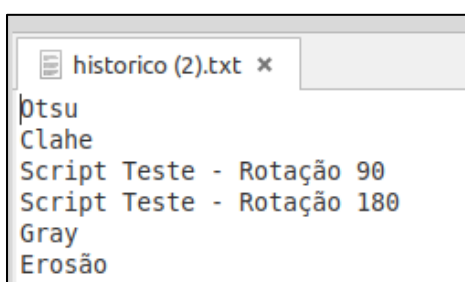 historico (2).txt ×
Otsu
Clahe
Script Teste - Rotação 90
Script Teste - Rotação 180
Gray
Erosão